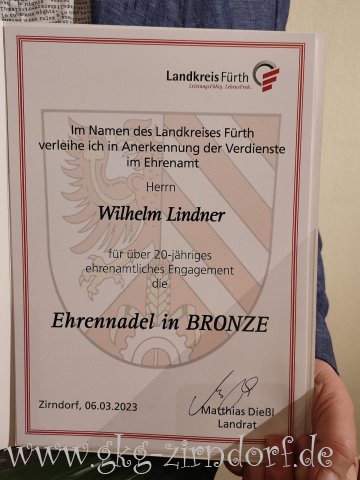 Landkreis Fürth
Leistungsfähig. Lebensfroh.
Im Namen des Landkreises Fürth
verleihe ich in Anerkennung der Verdienste
im Ehrenamt
Herrn
Wilhelm Lindner
für über 20-jähriges
ehrenamtliches Engagement
die
Ehrennadel in BRONZE
Zirndorf, 06.03.2023
Matthias Dießl
Landrat
www.gkg-zirndorf.de